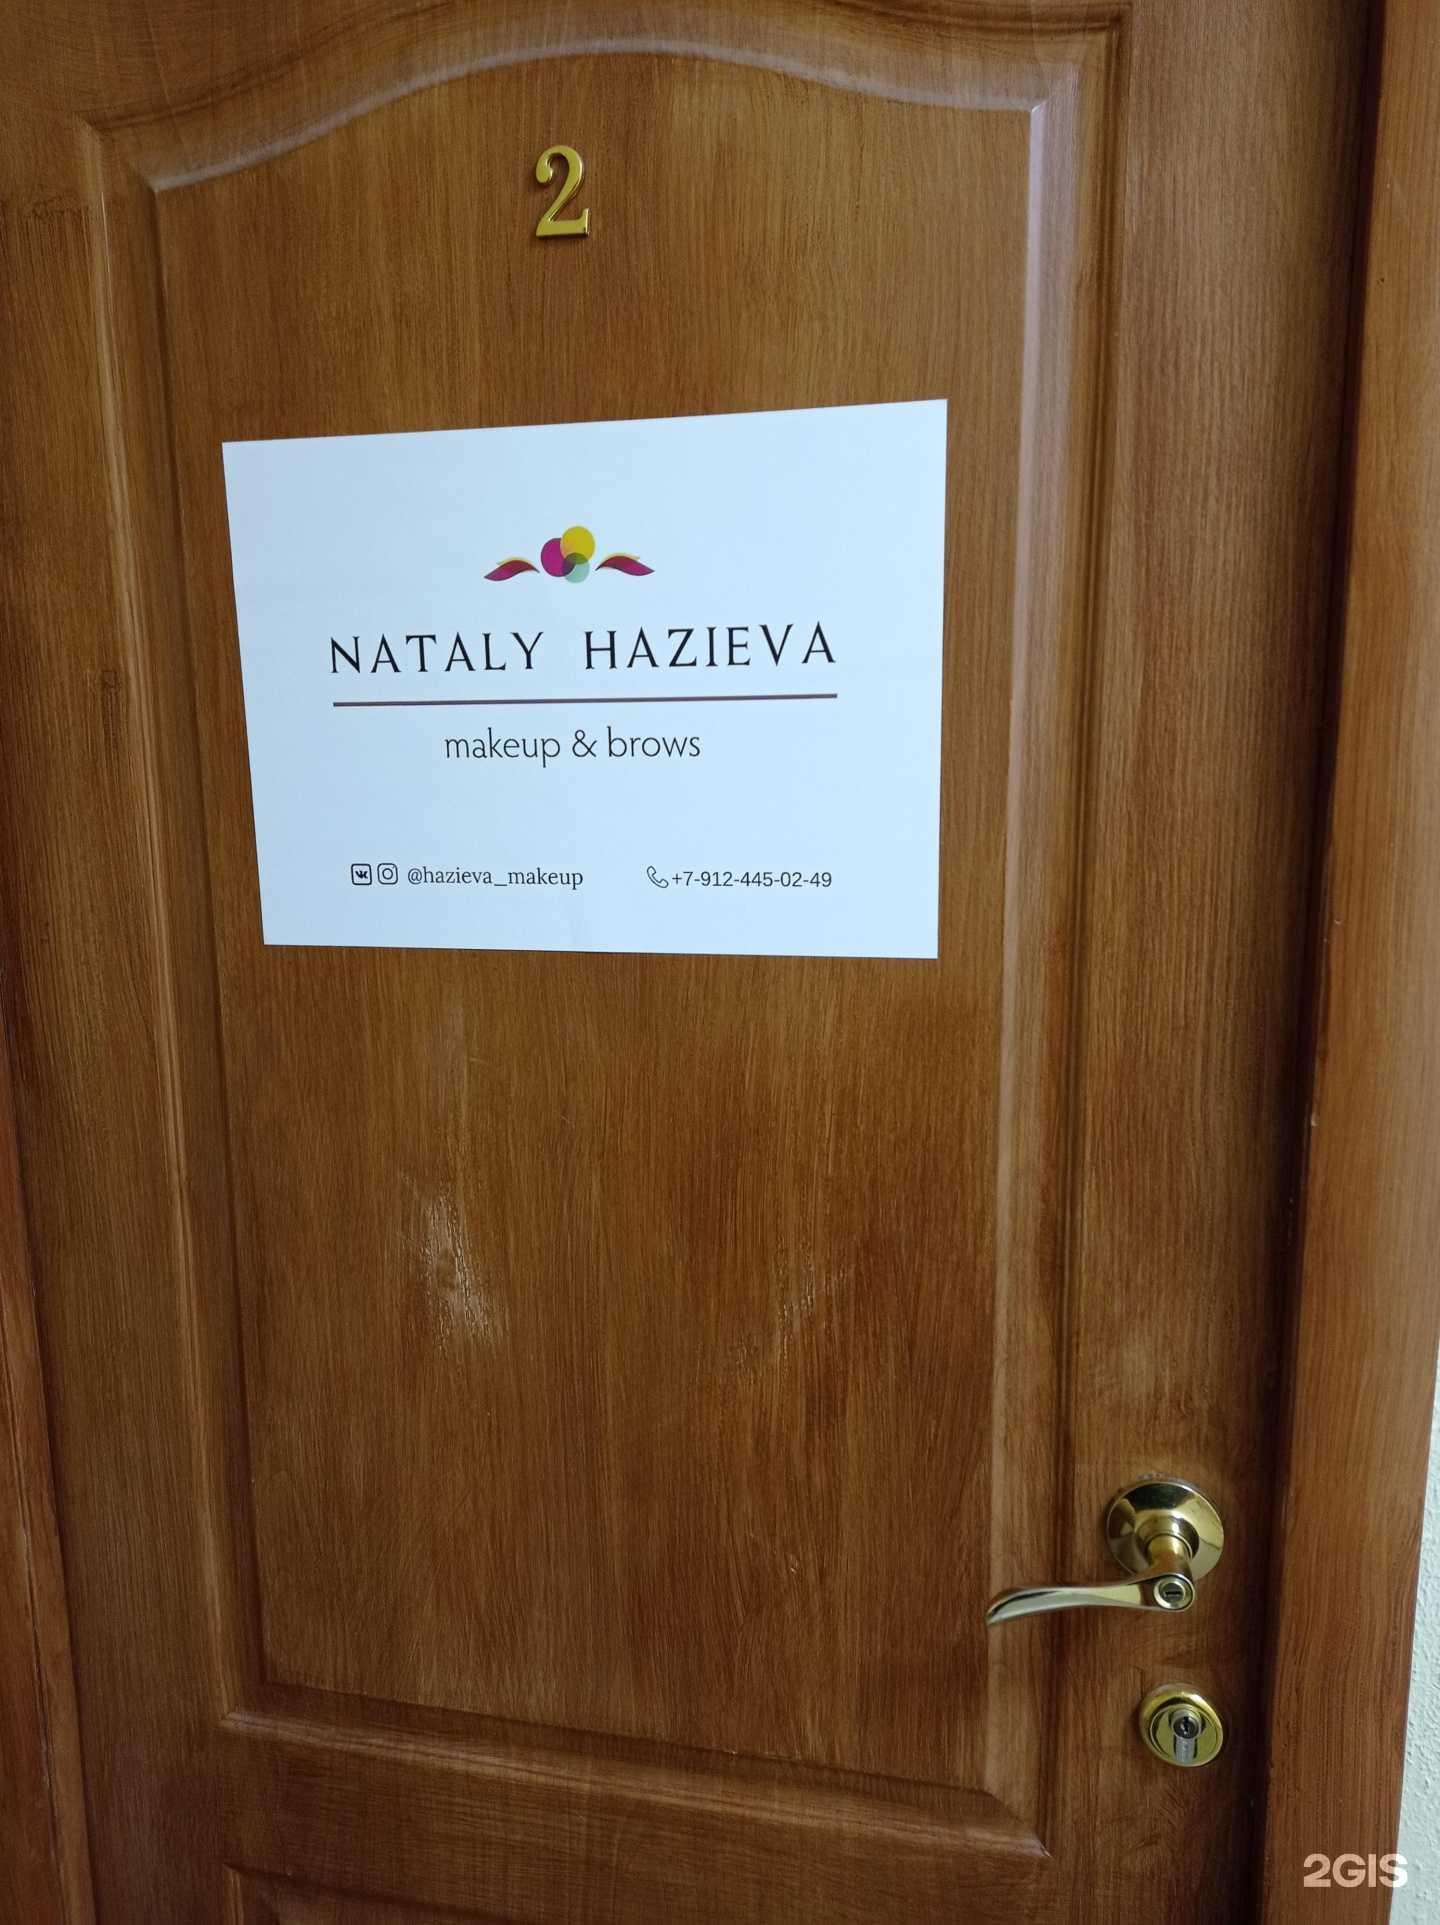 2
NATALY HAZIEVA
makeup & brows
@hazieva_makeup +7-912-445-02-49
2GIS